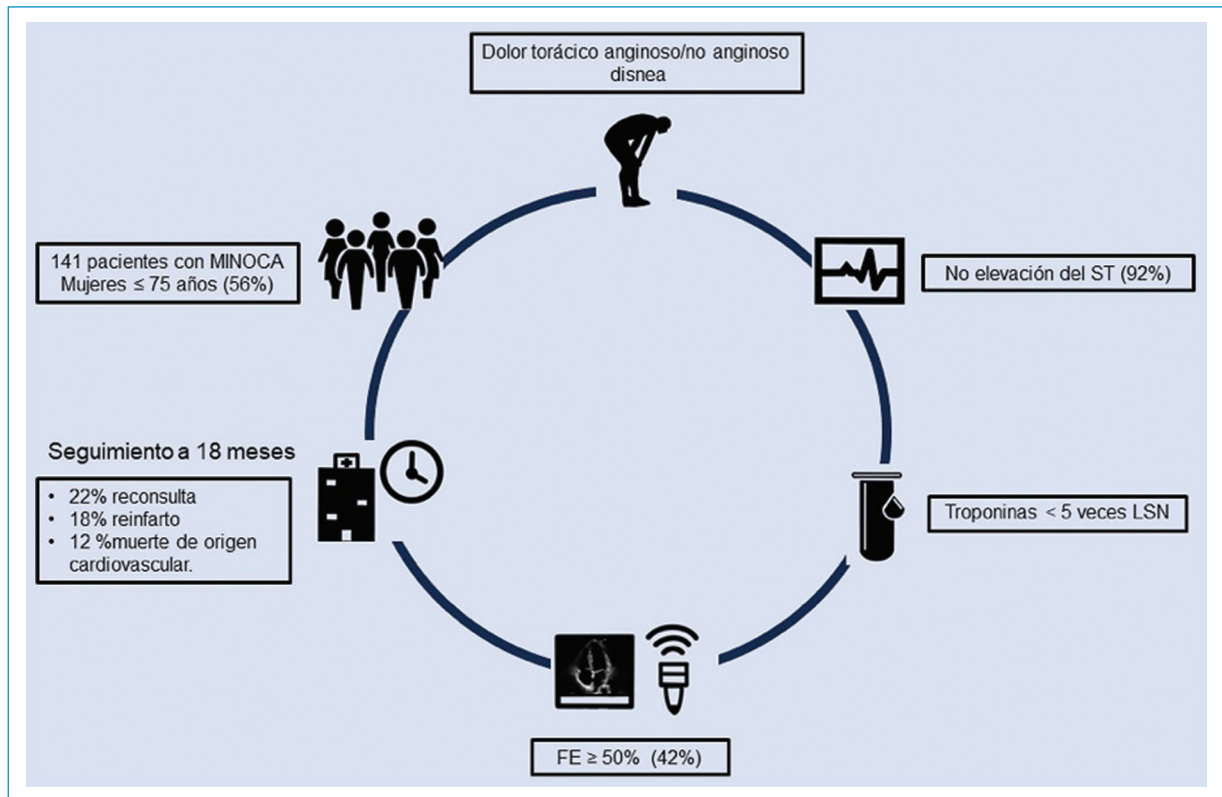 Dolor torácico anginoso/no anginoso
disnea
141 pacientes con MINOCA
Mujeres ≤ 75 años (56%)
No elevación del ST (92%)
Seguimiento a 18 meses
• 22% reconsulta
• 18% reinfarto
• 12 %muerte de origen
cardiovascular.
Troponinas < 5 veces LSN
FE ≥ 50% (42%)